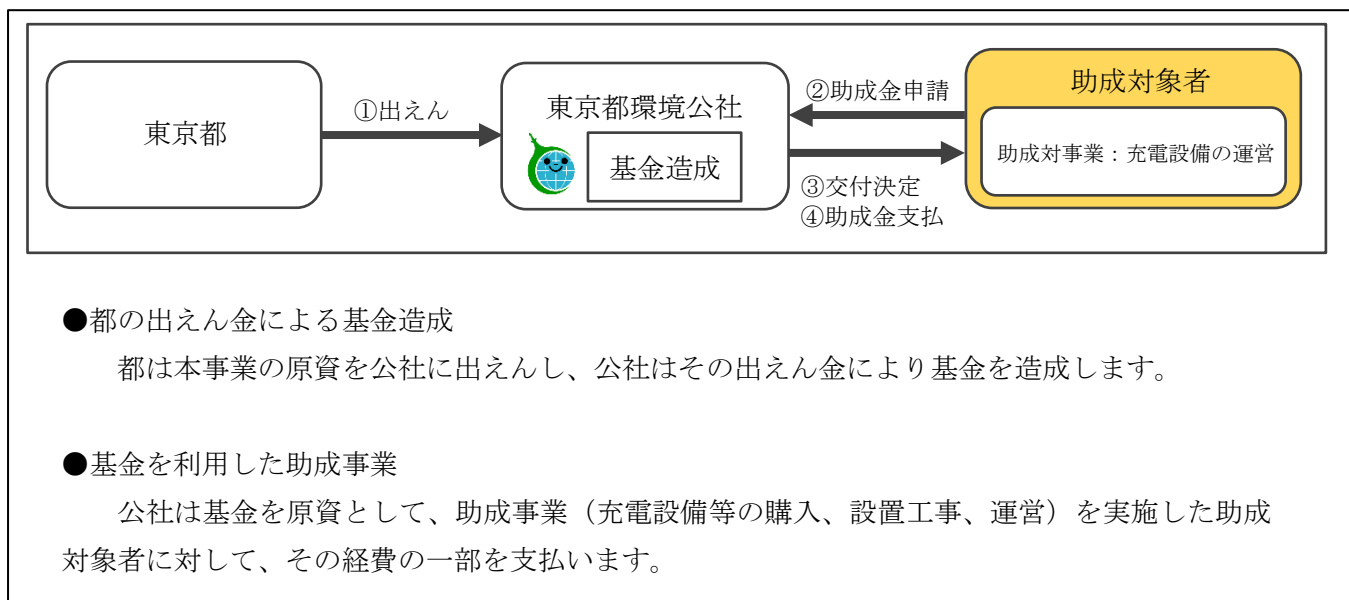 東京都
①出えん
東京都環境公社
基金造成
②助成金申請
③交付決定
④助成金支払
助成対象者
助成対事業：充電設備の運営
●都の出えん金による基金造成
都は本事業の原資を公社に出えんし、公社はその出えん金により基金を造成します。
●基金を利用した助成事業
公社は基金を原資として、助成事業（充電設備等の購入、設置工事、運営）を実施した助成
対象者に対して、その経費の一部を支払います。